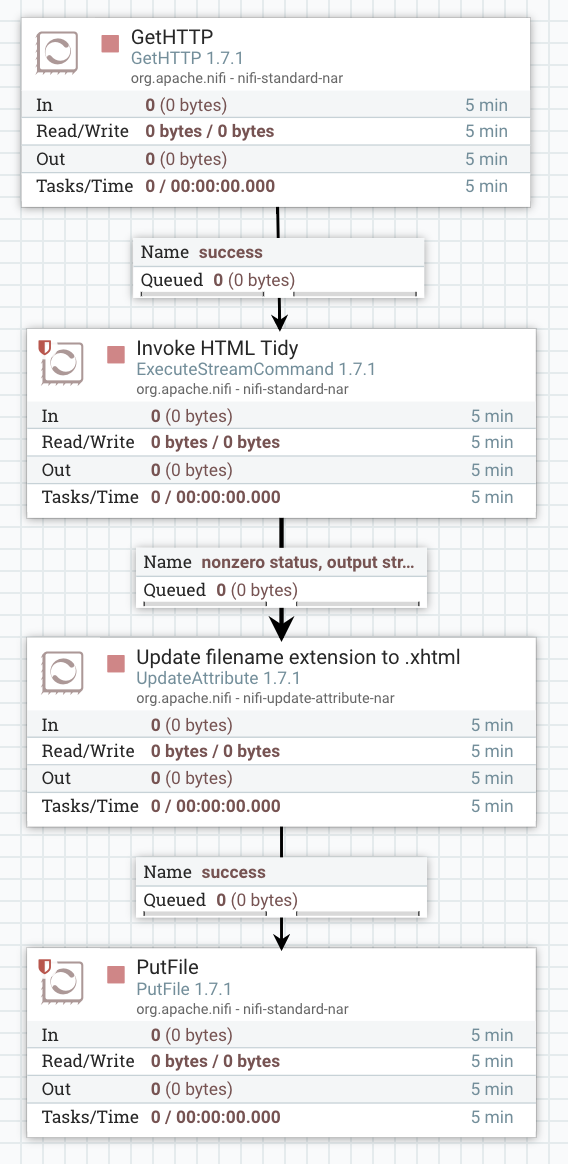 GetHTTP
GetHTTP 1.7.1
org.apache.nifi - nifi-standard-nar
In 0 (0 bytes) 5 min
Read/Write 0 bytes / 0 bytes 5 min
Out 0 (0 bytes) 5 min
Tasks/Time 0 / 00:00:00.000 5 min
Name success
Queued 0 (0 bytes)
Invoke HTML Tidy
ExecuteStreamCommand 1.7.1
org.apache.nifi - nifi-standard-nar
In 0 (0 bytes) 5 min
Read/Write 0 bytes / 0 bytes 5 min
Out 0 (0 bytes) 5 min
Tasks/Time 0 / 00:00:00.000 5 min
Name nonzero status, output str...
Queued 0 (0 bytes)
Update filename extension to .xhtml
UpdateAttribute 1.7.1
org.apache.nifi - nifi-update-attribute-nar
In 0 (0 bytes) 5 min
Read/Write 0 bytes / 0 bytes 5 min
Out 0 (0 bytes) 5 min
Tasks/Time 0 / 00:00:00.000 5 min
Name success
Queued 0 (0 bytes)
PutFile
PutFile 1.7.1
org.apache.nifi - nifi-standard-nar
In 0 (0 bytes) 5 min
Read/Write 0 bytes / 0 bytes 5 min
Out 0 (0 bytes) 5 min
Tasks/Time 0 / 00:00:00.000 5 min